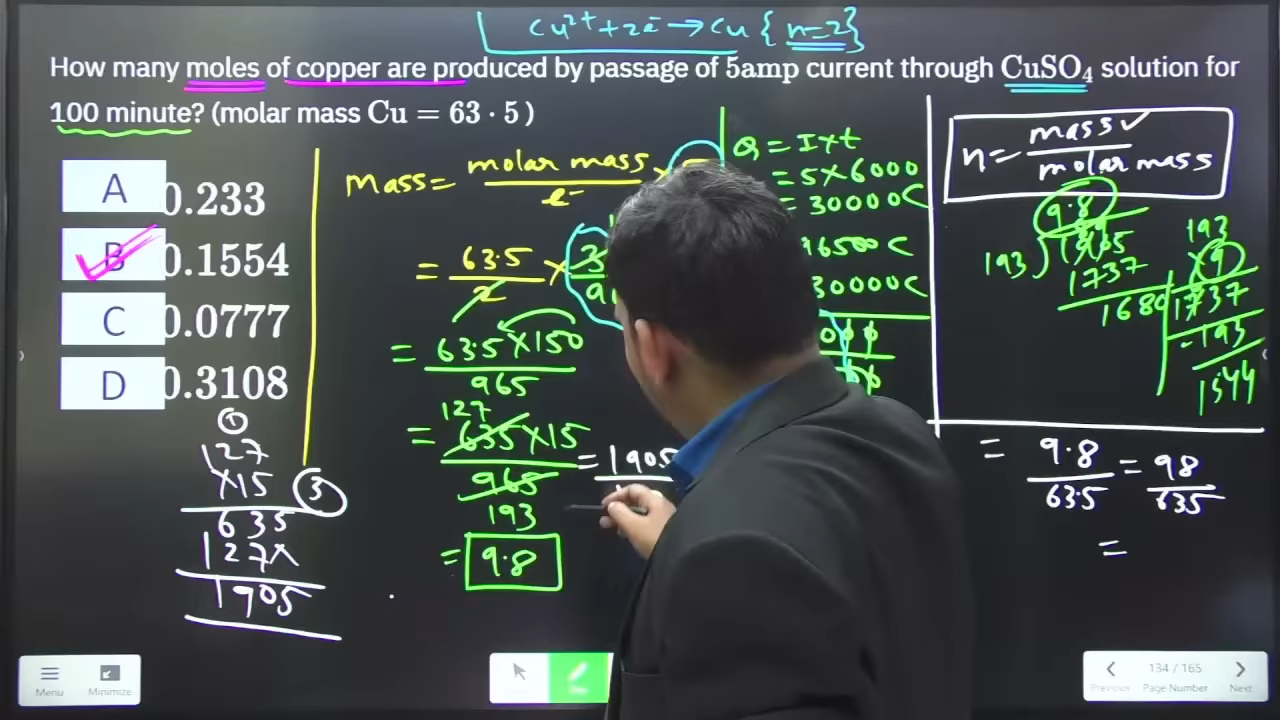 Cu²⁺+2e⁻→Cu {n=2}
How many moles of copper are produced by passage of 5amp current through CuSO₄ solution for
100 minute? (molar mass Cu = 63 · 5 )
A 0.233
B 0.1554
C 0.0777
D 0.3108
127
×15
635
127×
1905
3
Mass= molar mass / e⁻ ×
= 63.5 / 2 ×
= 63.5×150 / 965
127
= 635×15 / 965
193
= 9.8
= 1905
Q = I×t
= 5×6000
= 30000C
96500 C
30000C
n= mass / molar mass
9.8
193
1737
1680
193
×9
1737
-193
1544
= 9.8 / 63.5 = 98 / 635
=
Menu
Minimize
Previous
134 / 165
Page Number
Next